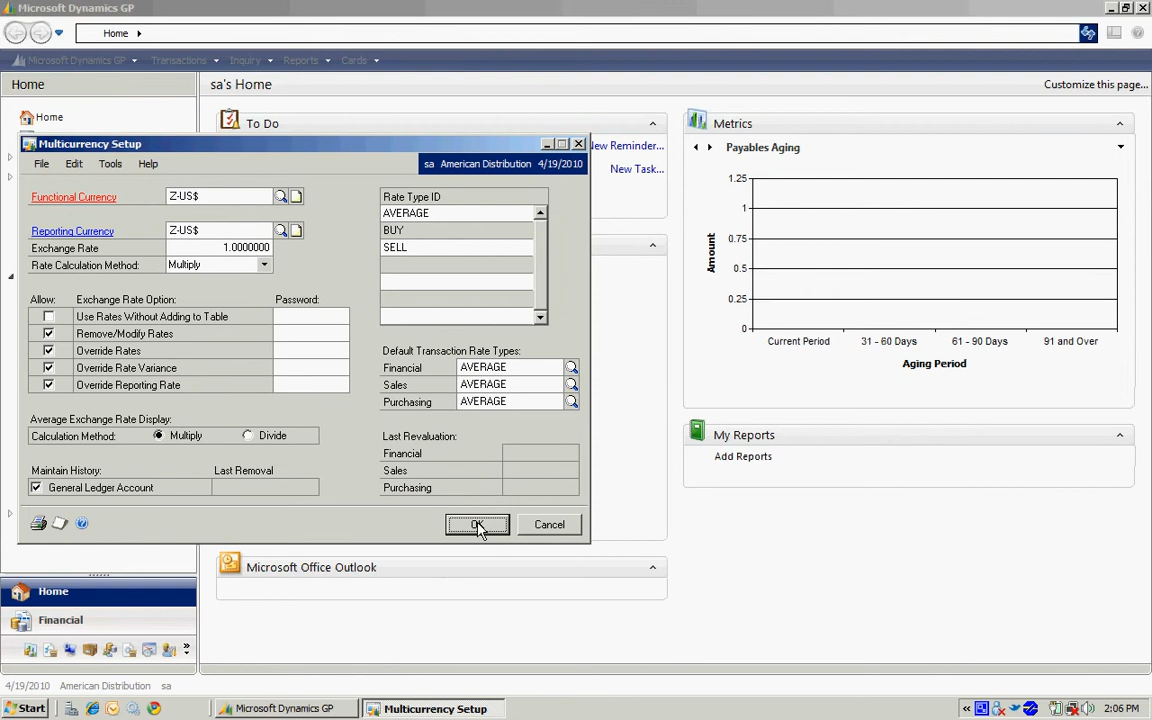 Microsoft Dynamics GP
Home
Microsoft Dynamics GP Transactions Inquiry Reports Cards
Home
sa's Home
Customize this page...
Home
To Do
New Reminder...
New Task...
Metrics
Payables Aging
1.25
1
0.75
0.5
0.25
0
Amount
Current Period 31 - 60 Days 61 - 90 Days 91 and Over
Aging Period
My Reports
Add Reports
Microsoft Office Outlook
Multicurrency Setup
File Edit Tools Help
sa American Distribution 4/19/2010
Functional Currency Z-US$
Reporting Currency Z-US$
Exchange Rate 1.0000000
Rate Calculation Method: Multiply
Rate Type ID
AVERAGE
BUY
SELL
Allow: Exchange Rate Option: Password:
Use Rates Without Adding to Table
Remove/Modify Rates
Override Rates
Override Rate Variance
Override Reporting Rate
Default Transaction Rate Types:
Financial AVERAGE
Sales AVERAGE
Purchasing AVERAGE
Average Exchange Rate Display:
Calculation Method: Multiply Divide
Last Revaluation:
Financial
Sales
Purchasing
Maintain History: Last Removal
General Ledger Account
OK Cancel
Home
Financial
4/19/2010 American Distribution sa
Start Microsoft Dynamics GP Multicurrency Setup 2:06 PM